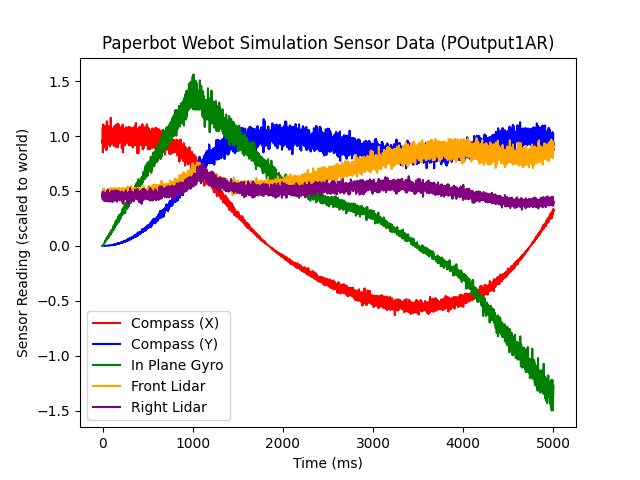 Paperbot Webot Simulation Sensor Data (POutput1AR)
1.5
1.0
0.5
0.0
−0.5
−1.0
−1.5
Sensor Reading (scaled to world)
Compass (X)
Compass (Y)
In Plane Gyro
Front Lidar
Right Lidar
0 1000 2000 3000 4000 5000
Time (ms)